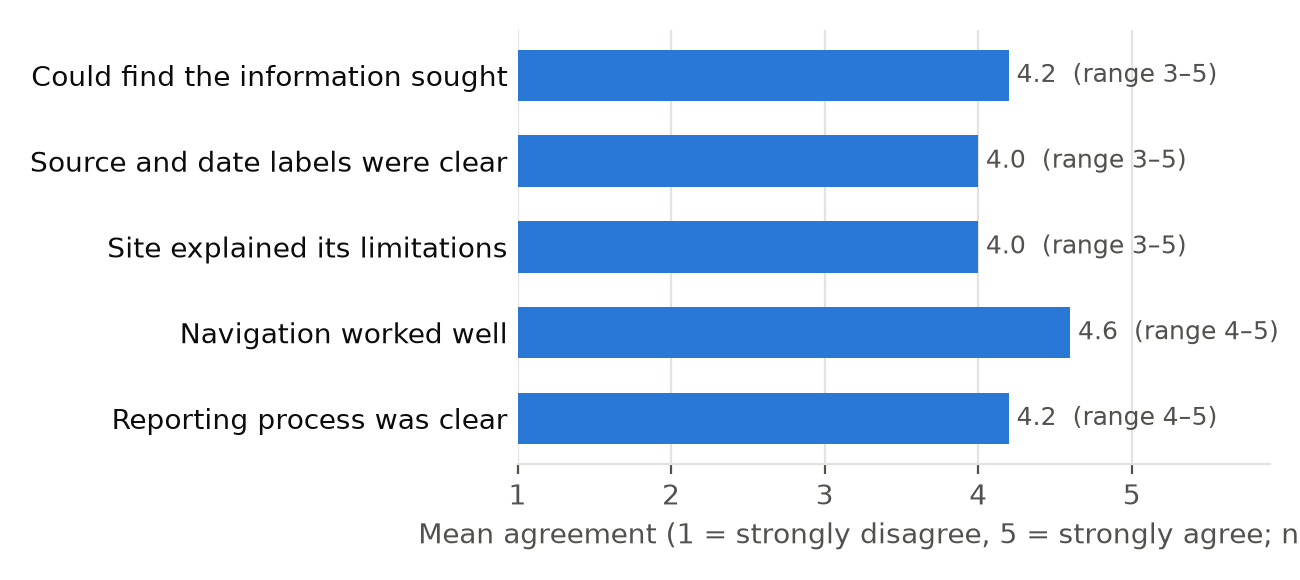 Could find the information sought 4.2 (range 3–5)
Source and date labels were clear 4.0 (range 3–5)
Site explained its limitations 4.0 (range 3–5)
Navigation worked well 4.6 (range 4–5)
Reporting process was clear 4.2 (range 4–5)
1 2 3 4 5
Mean agreement (1 = strongly disagree, 5 = strongly agree; n